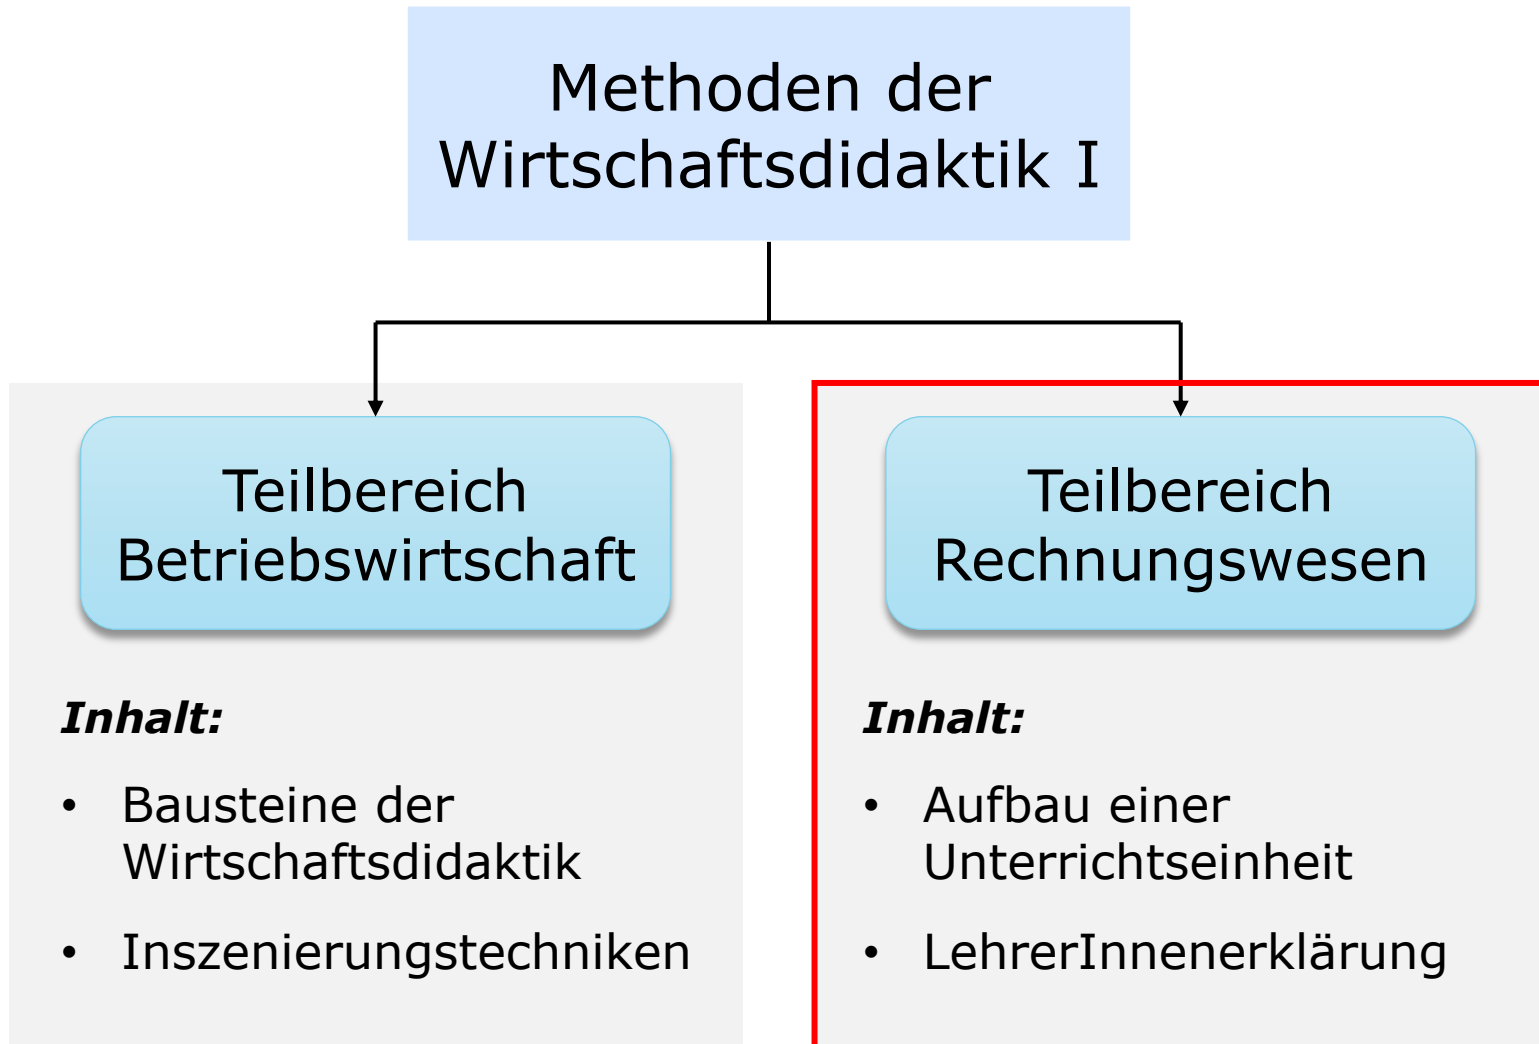 Methoden der
Wirtschaftsdidaktik I
Teilbereich
Betriebswirtschaft
Inhalt:
• Bausteine der
Wirtschaftsdidaktik
• Inszenierungstechniken
Teilbereich
Rechnungswesen
Inhalt:
• Aufbau einer
Unterrichtseinheit
• LehrerInnenerklärung